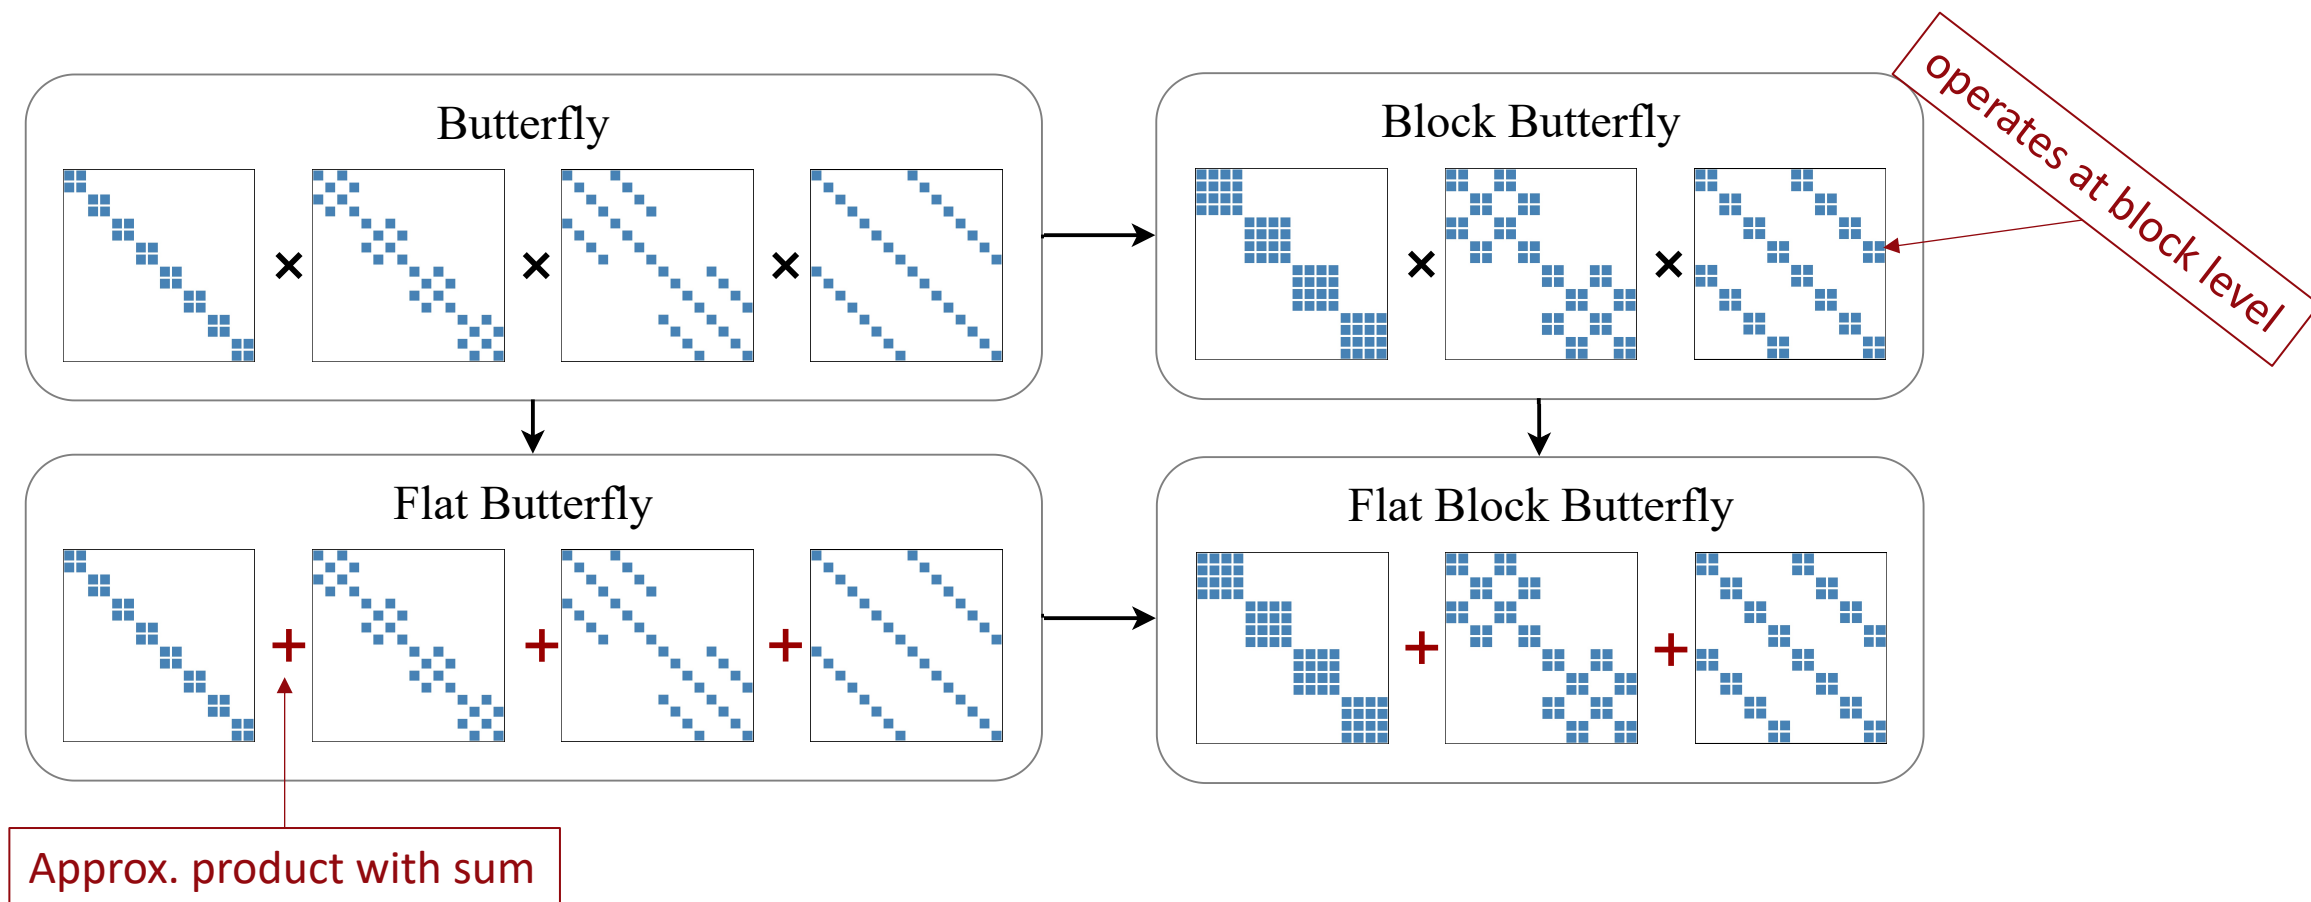 Butterfly
× × ×
Block Butterfly
× ×
operates at block level
Flat Butterfly
+ + +
Flat Block Butterfly
+ +
Approx. product with sum